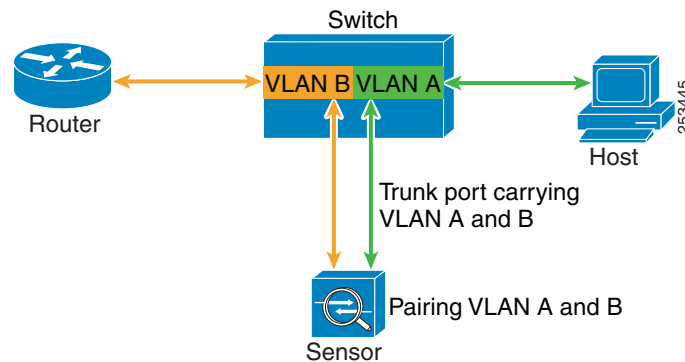 Switch
VLAN B
VLAN A
Router
Host
253445
Trunk port carrying
VLAN A and B
Pairing VLAN A and B
Sensor